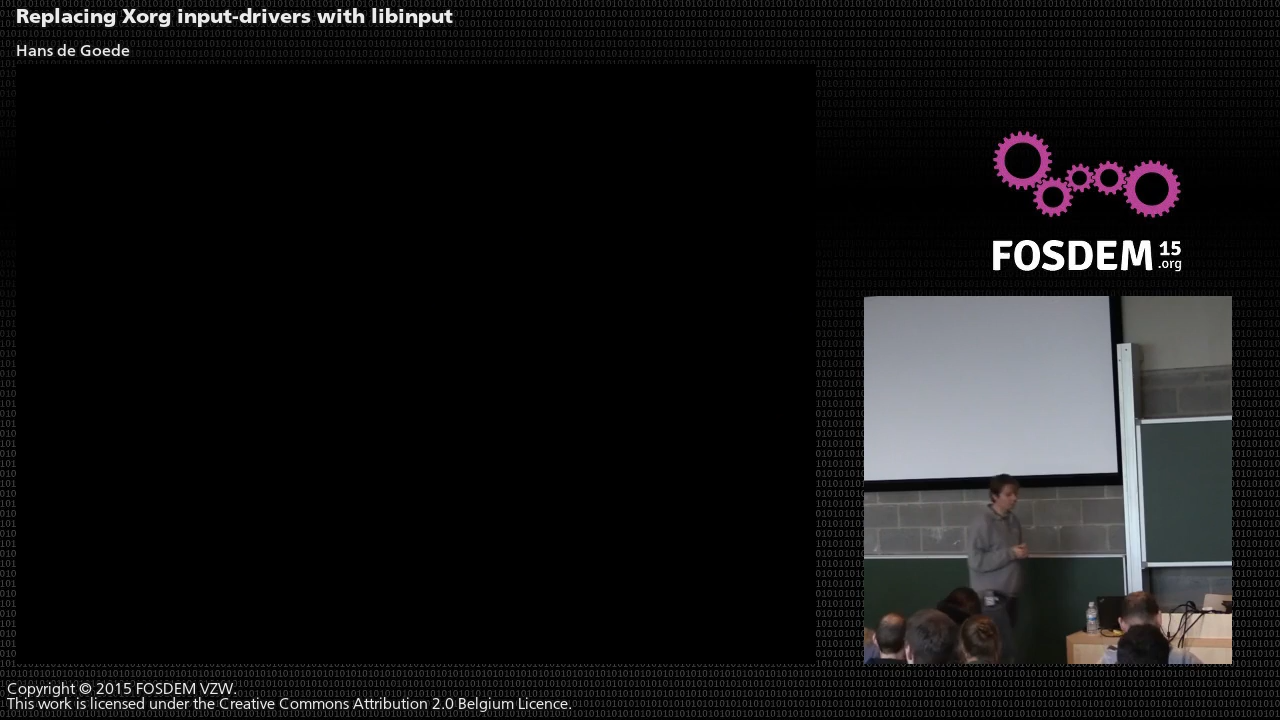 Replacing Xorg input-drivers with libinput
Hans de Goede
FOSDEM 15
.org
Copyright © 2015 FOSDEM VZW.
This work is licensed under the Creative Commons Attribution 2.0 Belgium Licence.